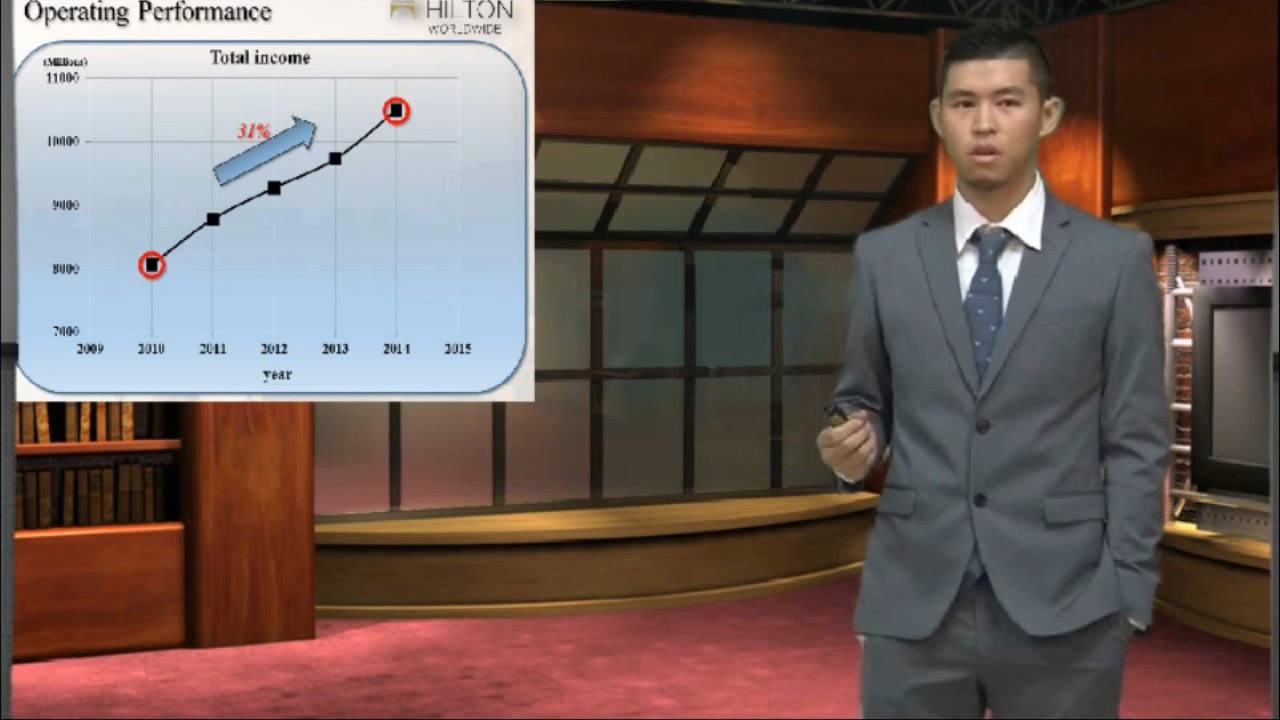 Operating Performance
HILTON
WORLDWIDE
Total income
(Millions)
11000
31%
10000
9000
8000
7000
2009 2010 2011 2012 2013 2014 2015
year